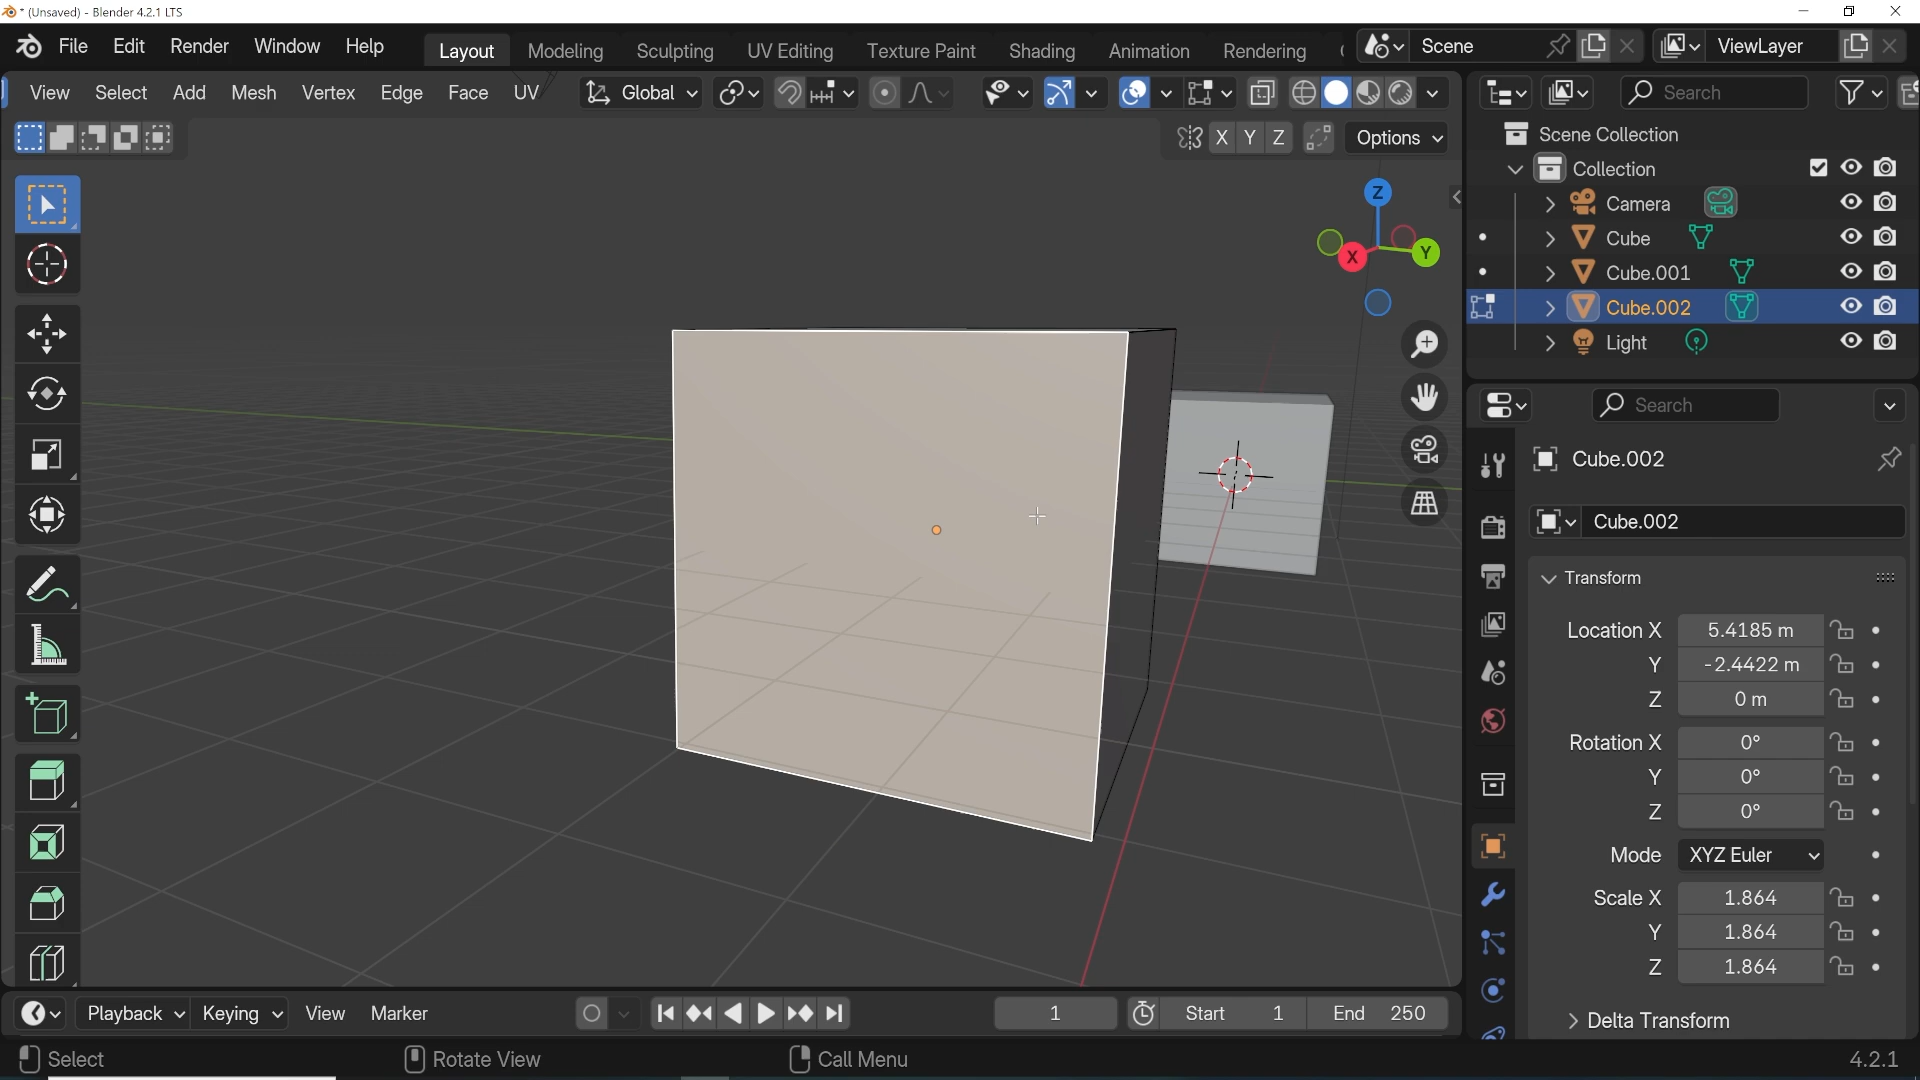 * (Unsaved) - Blender 4.2.1 LTS
File Edit Render Window Help Layout Modeling Sculpting UV Editing Texture Paint Shading Animation Rendering Scene ViewLayer
View Select Add Mesh Vertex Edge Face UV Global Search
X Y Z Options
Scene Collection
Collection
Camera
Cube
Cube.001
Cube.002
Light
Z
X
Y
Search
Cube.002
Cube.002
Transform
Location X 5.4185 m
Y -2.4422 m
Z 0 m
Rotation X 0°
Y 0°
Z 0°
Mode XYZ Euler
Scale X 1.864
Y 1.864
Z 1.864
Delta Transform
Playback Keying View Marker 1 Start 1 End 250
Select Rotate View Call Menu 4.2.1